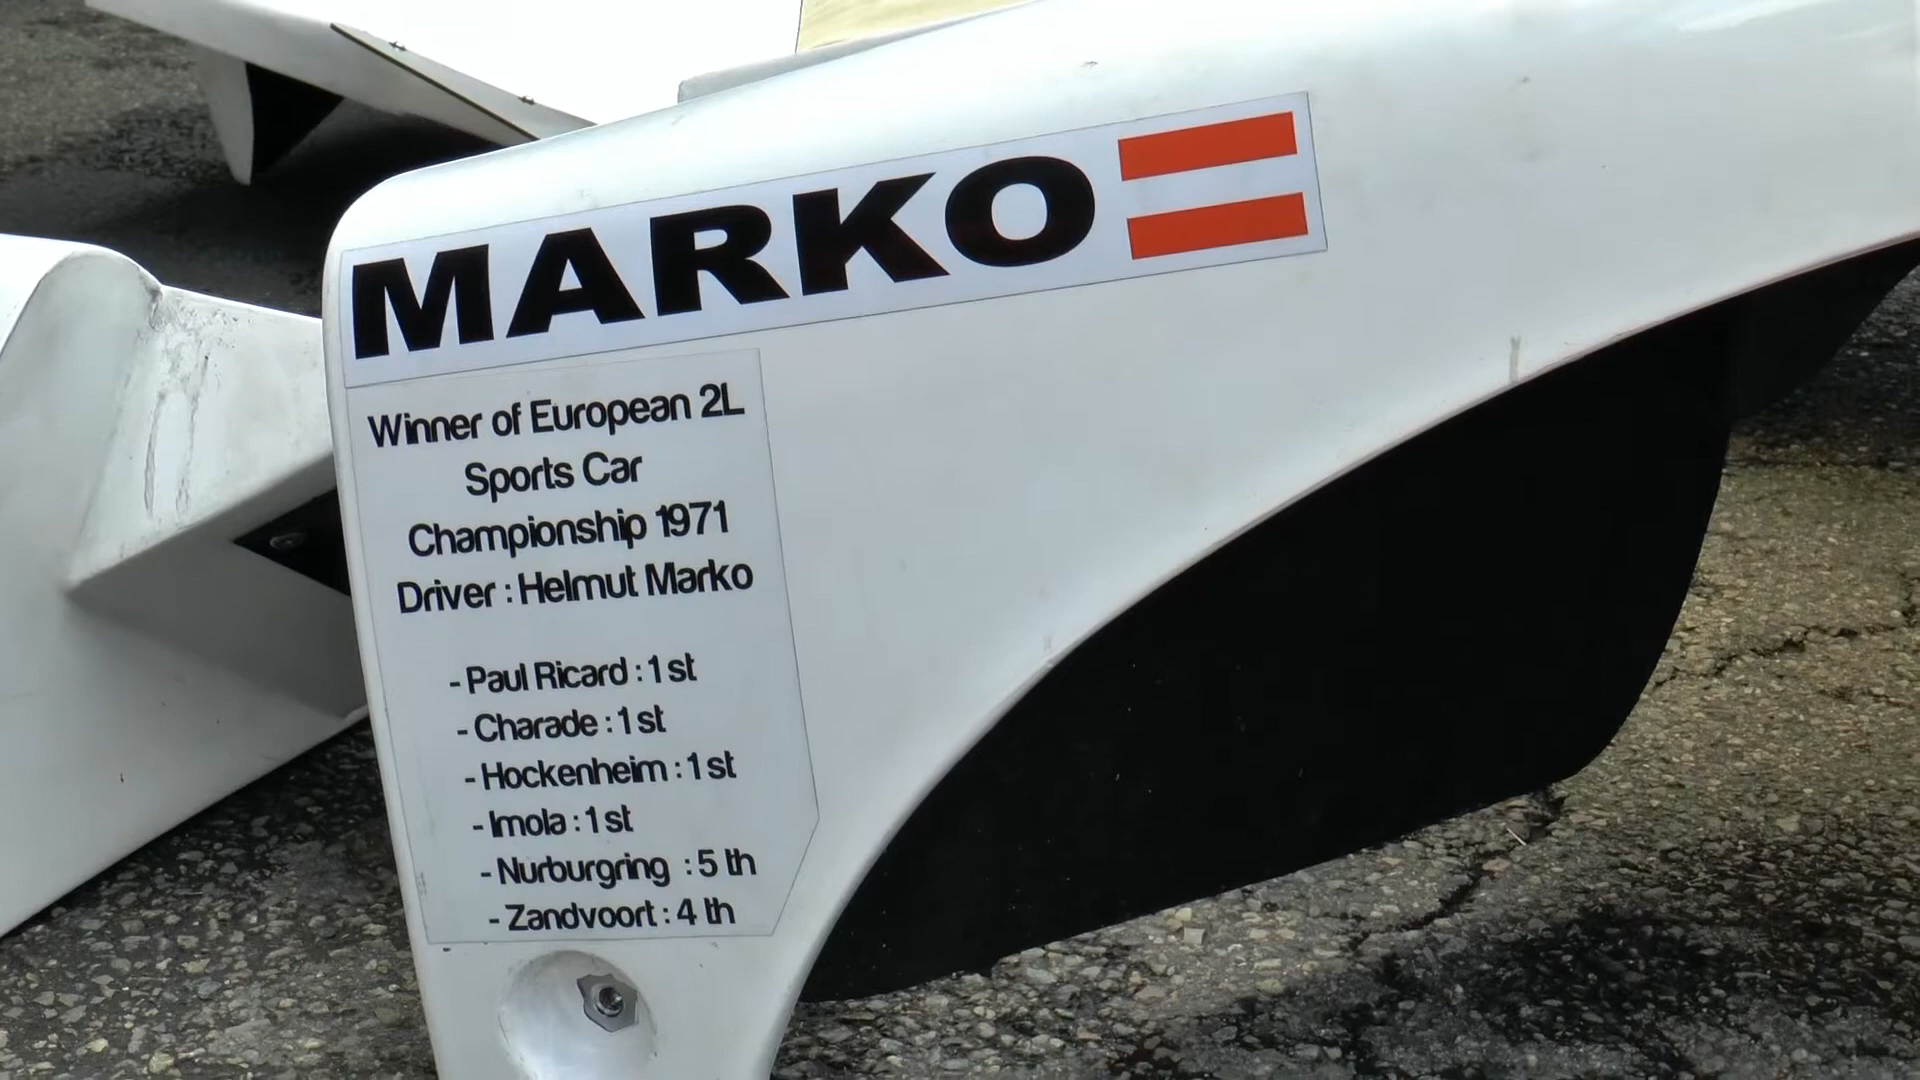 MARKO
Winner of European 2L
Sports Car
Championship 1971
Driver : Helmut Marko
- Paul Ricard : 1 st
- Charade : 1 st
- Hockenheim : 1 st
- Imola : 1 st
- Nurburgring : 5 th
- Zandvoort : 4 th